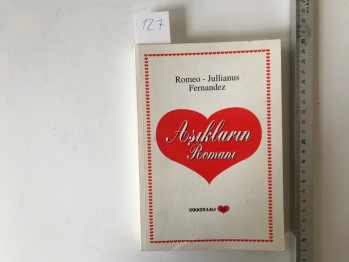 127
Romeo - Jullianus
Fernandez
Aşıkların
Romanı